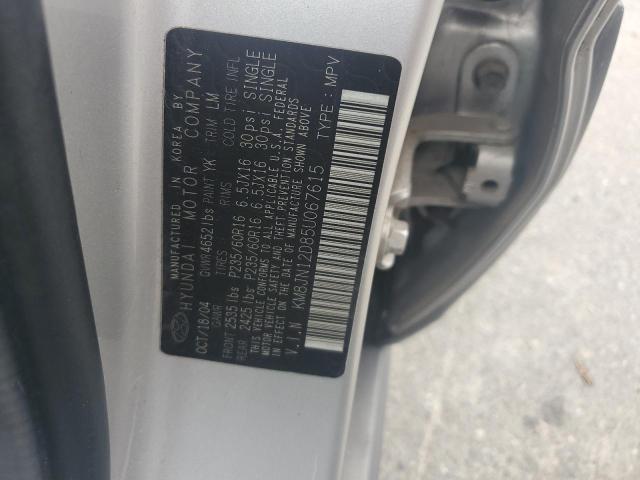 MANUFACTURED IN KOREA BY
HYUNDAI MOTOR COMPANY
OCT/18/04 GVWR 4652 lbs PAINT YK TRIM LM
GAWR TIRES RIMS COLD TIRE INFL
FRONT 2535 lbs P235/60R16 6.5JX16 30psi SINGLE
REAR 2425 lbs P235/60R16 6.5JX16 30psi SINGLE
THIS VEHICLE CONFORMS TO ALL APPLICABLE U.S.A. FEDERAL
MOTOR VEHICLE SAFETY AND THEFT PREVENTION STANDARDS
IN EFFECT ON THE DATE OF MANUFACTURE SHOWN ABOVE
V.I.N KM8JN12D85U067615 TYPE : MPV